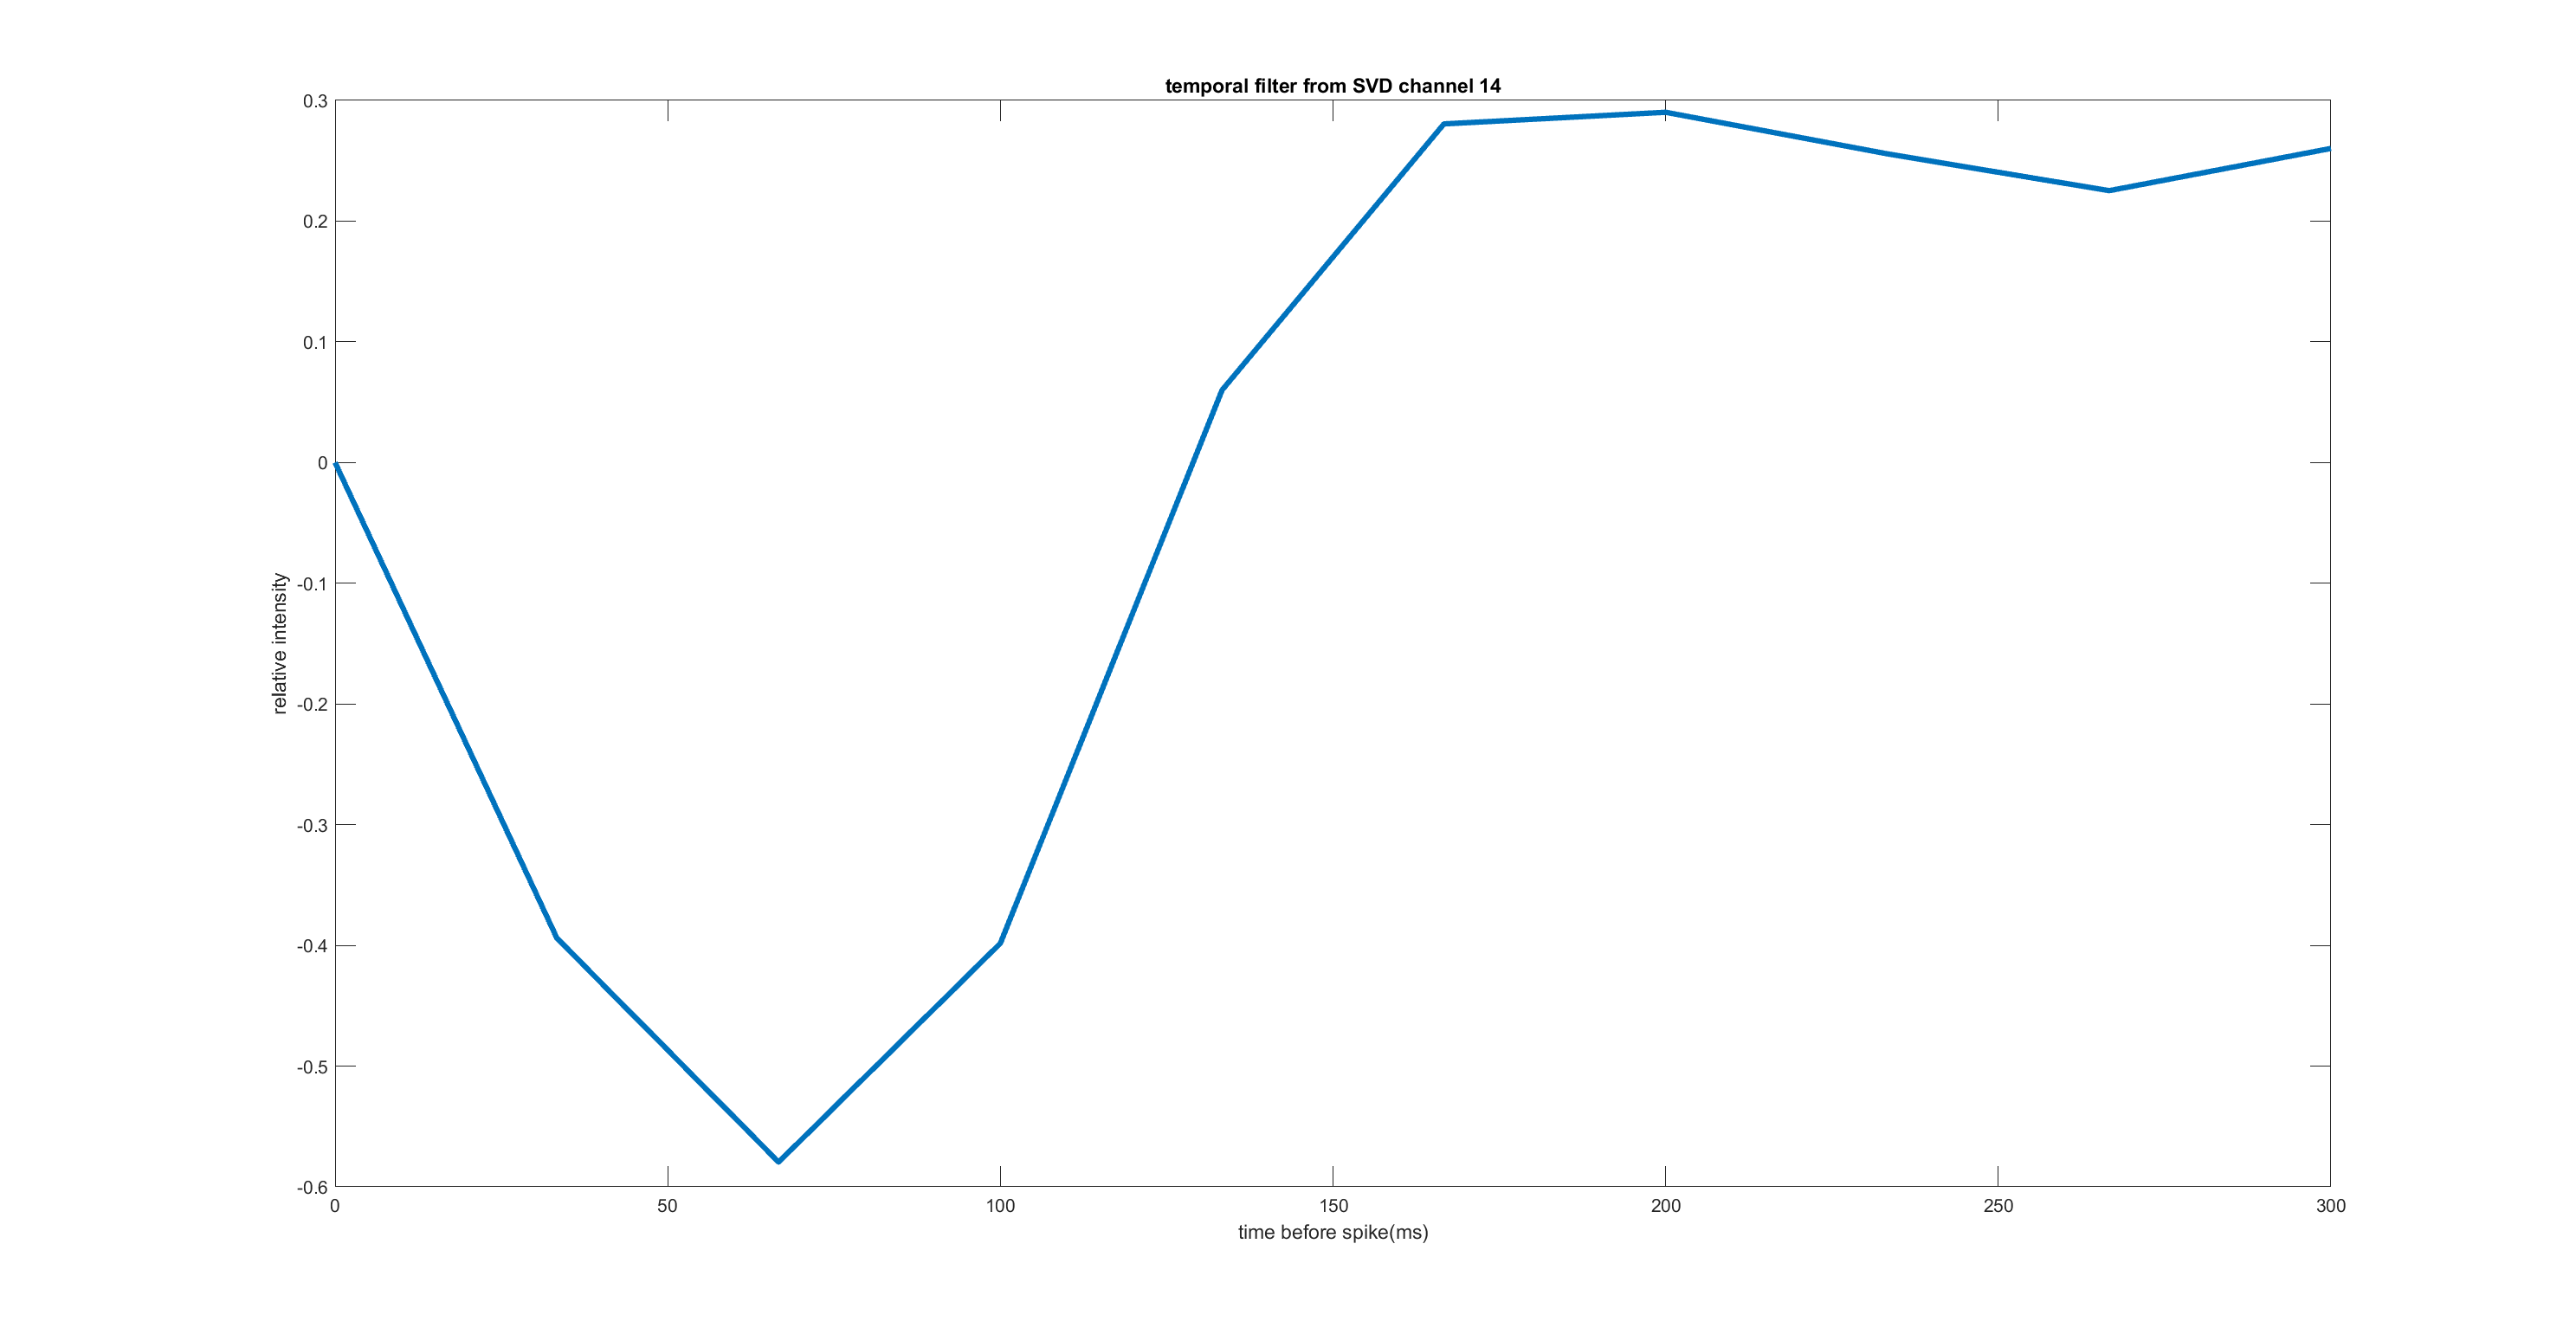 temporal filter from SVD channel 14
0.3
0.2
0.1
0
-0.1
-0.2
-0.3
-0.4
-0.5
-0.6
relative intensity
0 50 100 150 200 250 300
time before spike(ms)